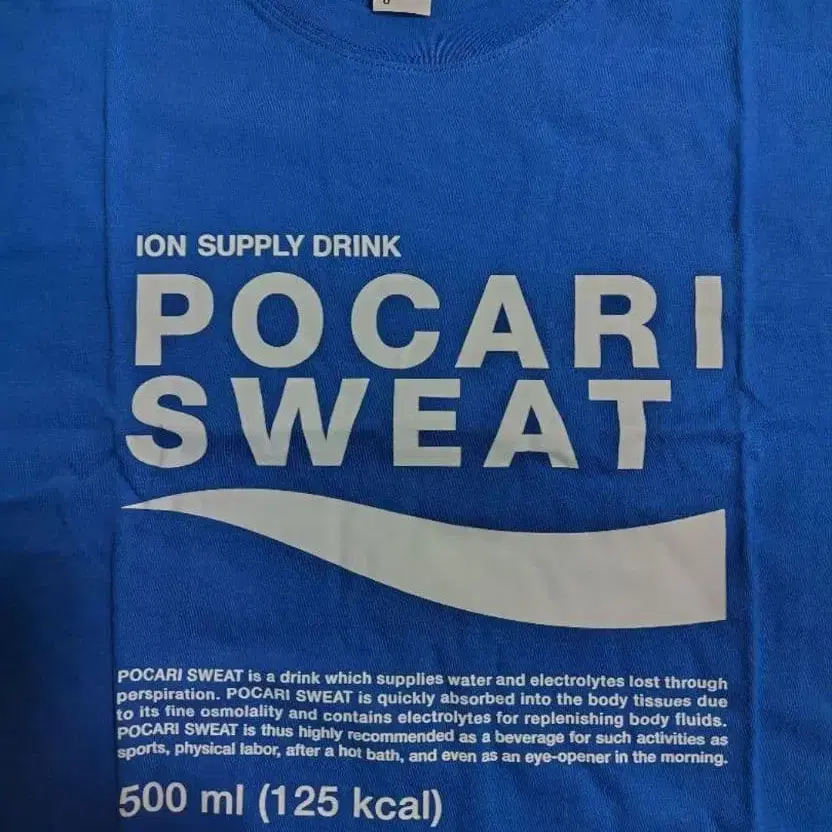 ION SUPPLY DRINK
POCARI
SWEAT
POCARI SWEAT is a drink which supplies water and electrolytes lost through
perspiration. POCARI SWEAT is quickly absorbed into the body tissues due
to its fine osmolality and contains electrolytes for replenishing body fluids.
POCARI SWEAT is thus highly recommended as a beverage for such activities as
sports, physical labor, after a hot bath, and even as an eye-opener in the morning.
500 ml (125 kcal)